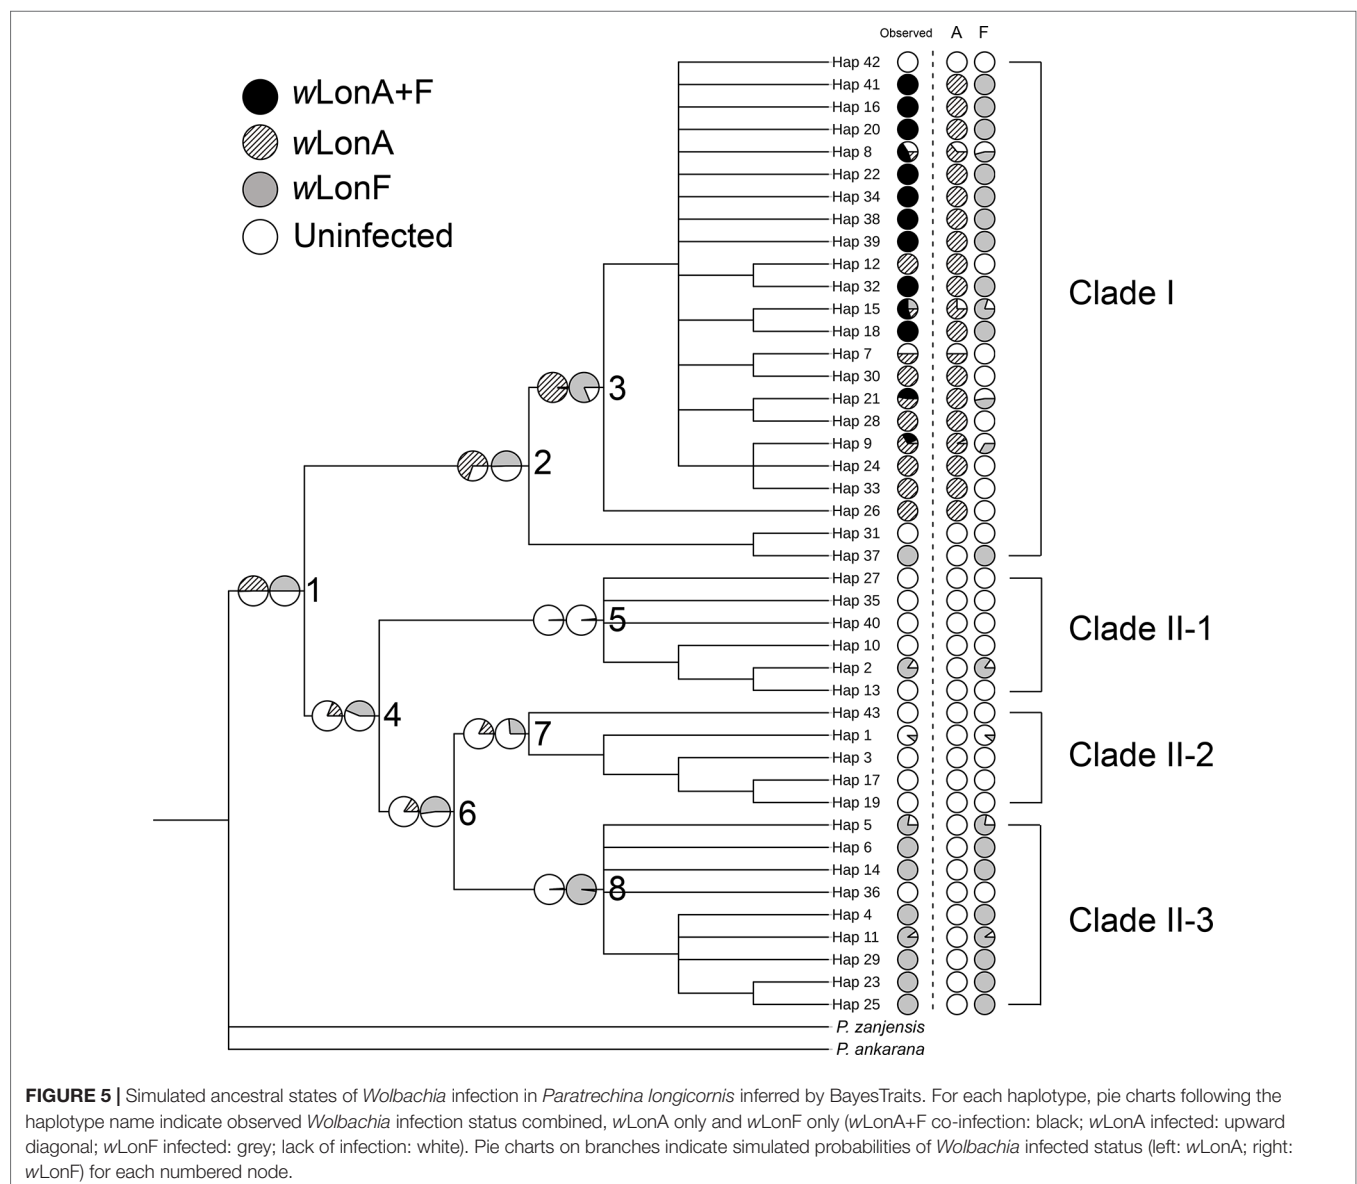 Observed A F
wLonA+F
wLonA
wLonF
Uninfected
Hap 42
Hap 41
Hap 16
Hap 20
Hap 8
Hap 22
Hap 34
Hap 38
Hap 39
Hap 12
Hap 32
Hap 15
Hap 18
Hap 7
Hap 30
Hap 21
Hap 28
Hap 9
Hap 24
Hap 33
Hap 26
Hap 31
Hap 37
Hap 27
Hap 35
Hap 40
Hap 10
Hap 2
Hap 13
Hap 43
Hap 1
Hap 3
Hap 17
Hap 19
Hap 5
Hap 6
Hap 14
Hap 36
Hap 4
Hap 11
Hap 29
Hap 23
Hap 25
P. zanjensis
P. ankarana
1
2
3
4
5
6
7
8
Clade I
Clade II-1
Clade II-2
Clade II-3
FIGURE 5 | Simulated ancestral states of Wolbachia infection in Paratrechina longicornis inferred by BayesTraits. For each haplotype, pie charts following the
haplotype name indicate observed Wolbachia infection status combined, wLonA only and wLonF only (wLonA+F co-infection: black; wLonA infected: upward
diagonal; wLonF infected: grey; lack of infection: white). Pie charts on branches indicate simulated probabilities of Wolbachia infected status (left: wLonA; right:
wLonF) for each numbered node.